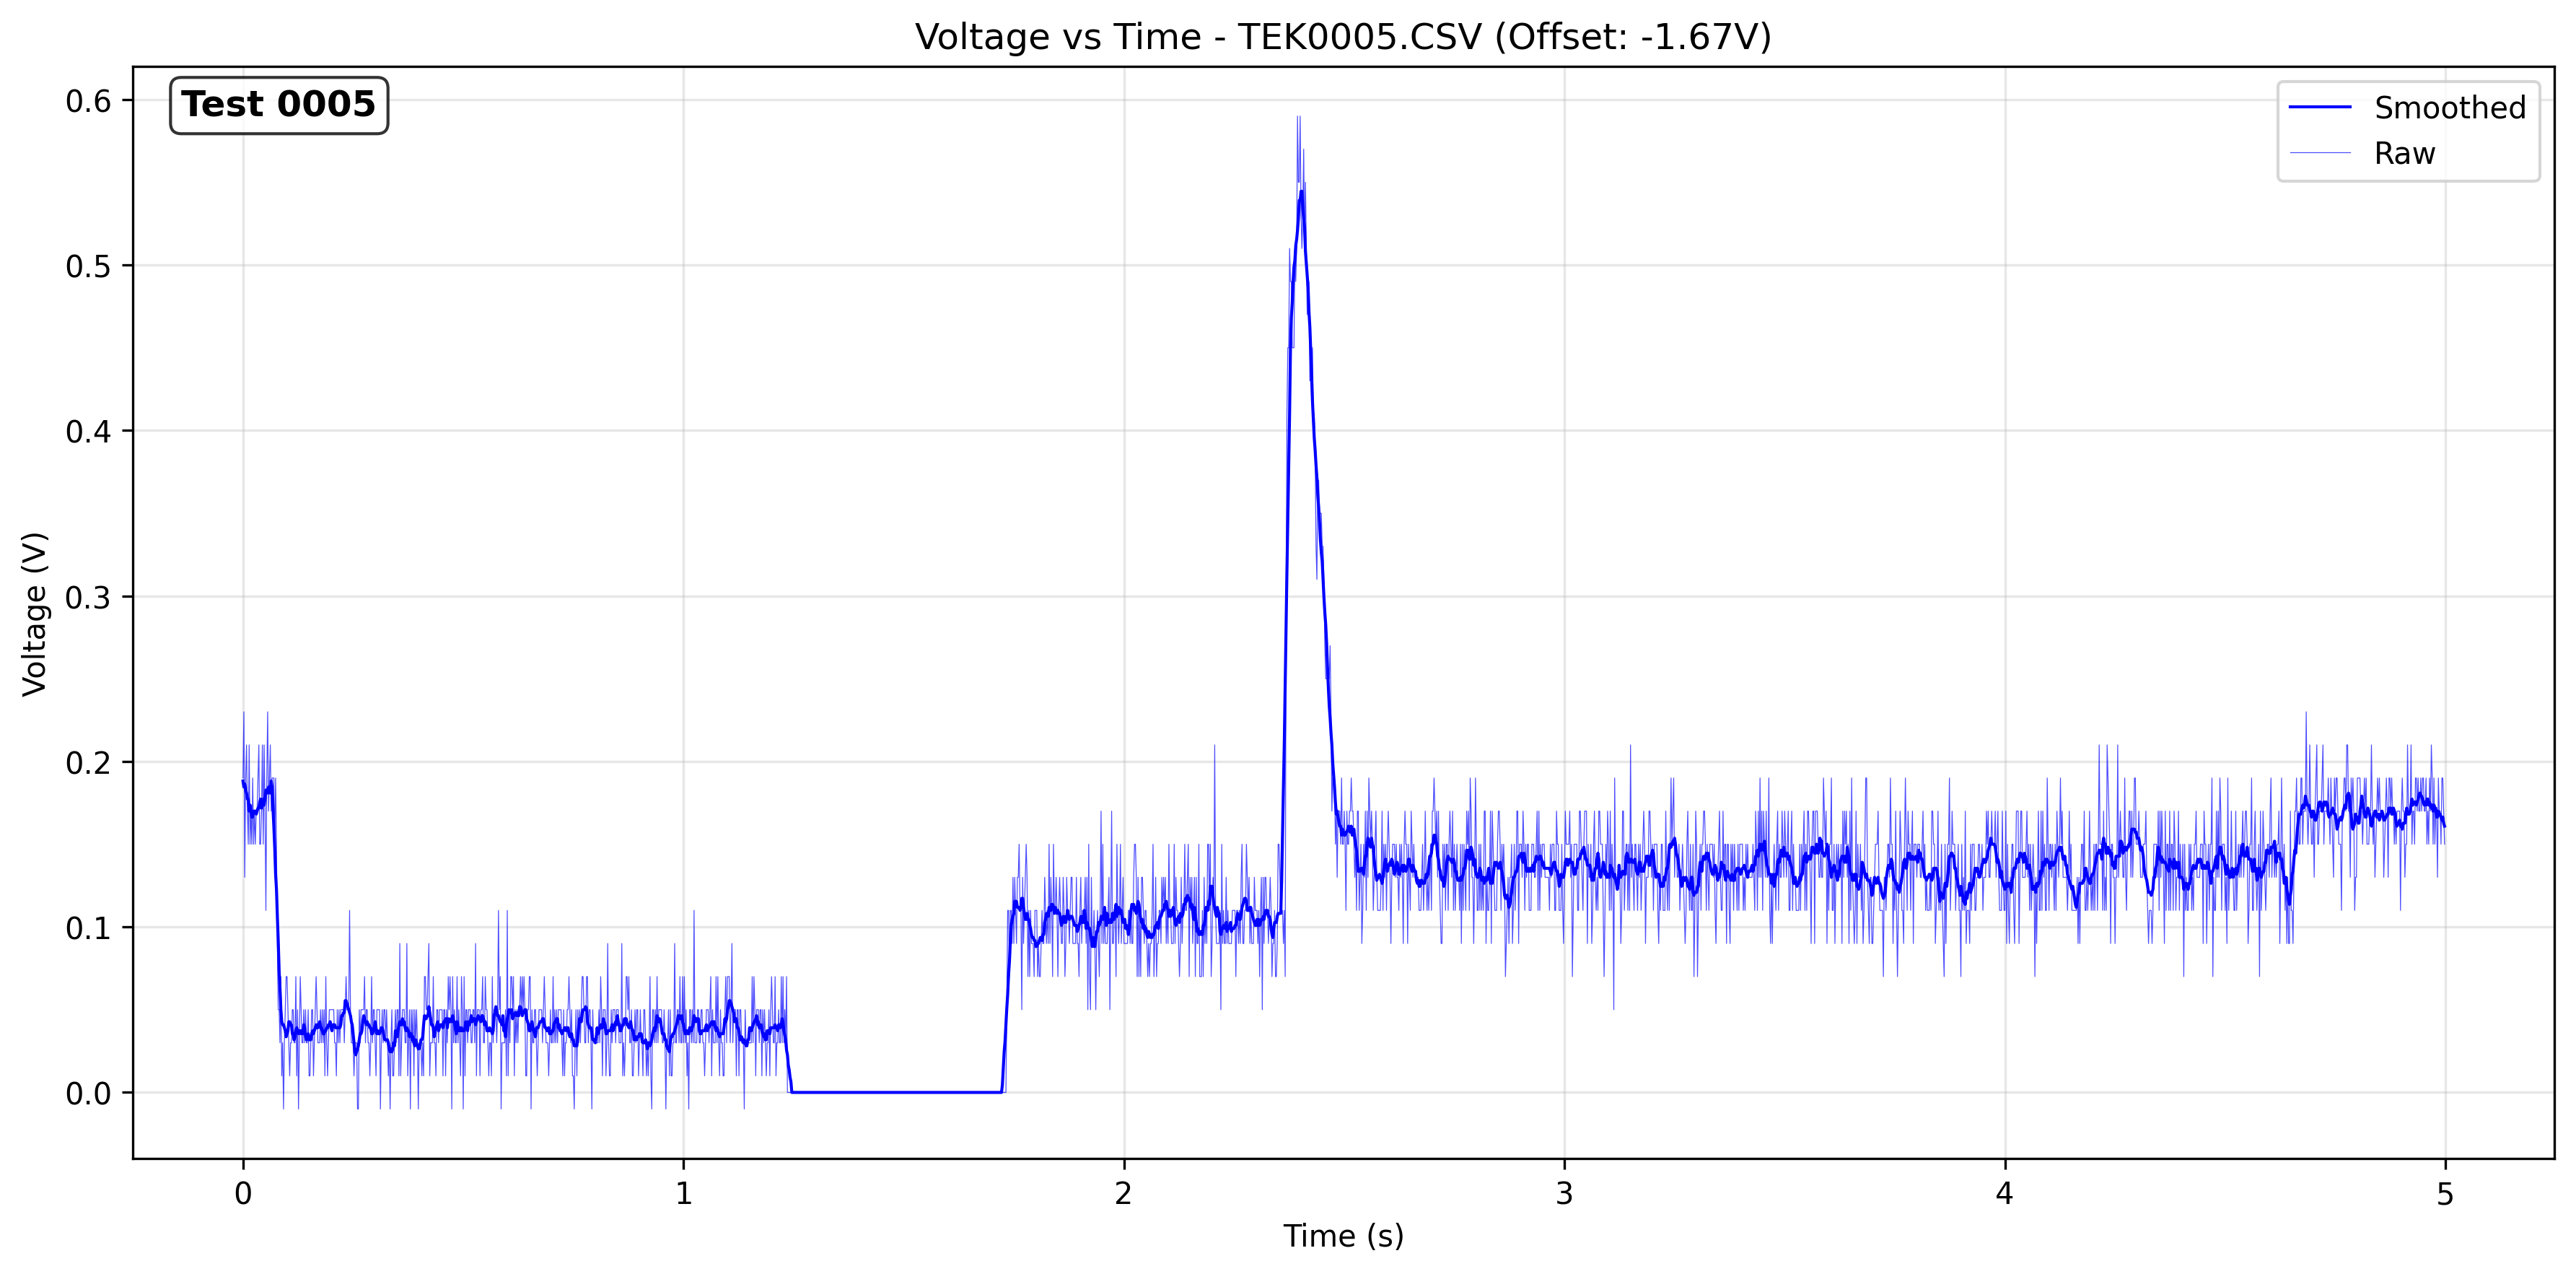 Voltage vs Time - TEK0005.CSV (Offset: -1.67V)
Test 0005
Smoothed
Raw
Voltage (V)
0.6
0.5
0.4
0.3
0.2
0.1
0.0
0 1 2 3 4 5
Time (s)